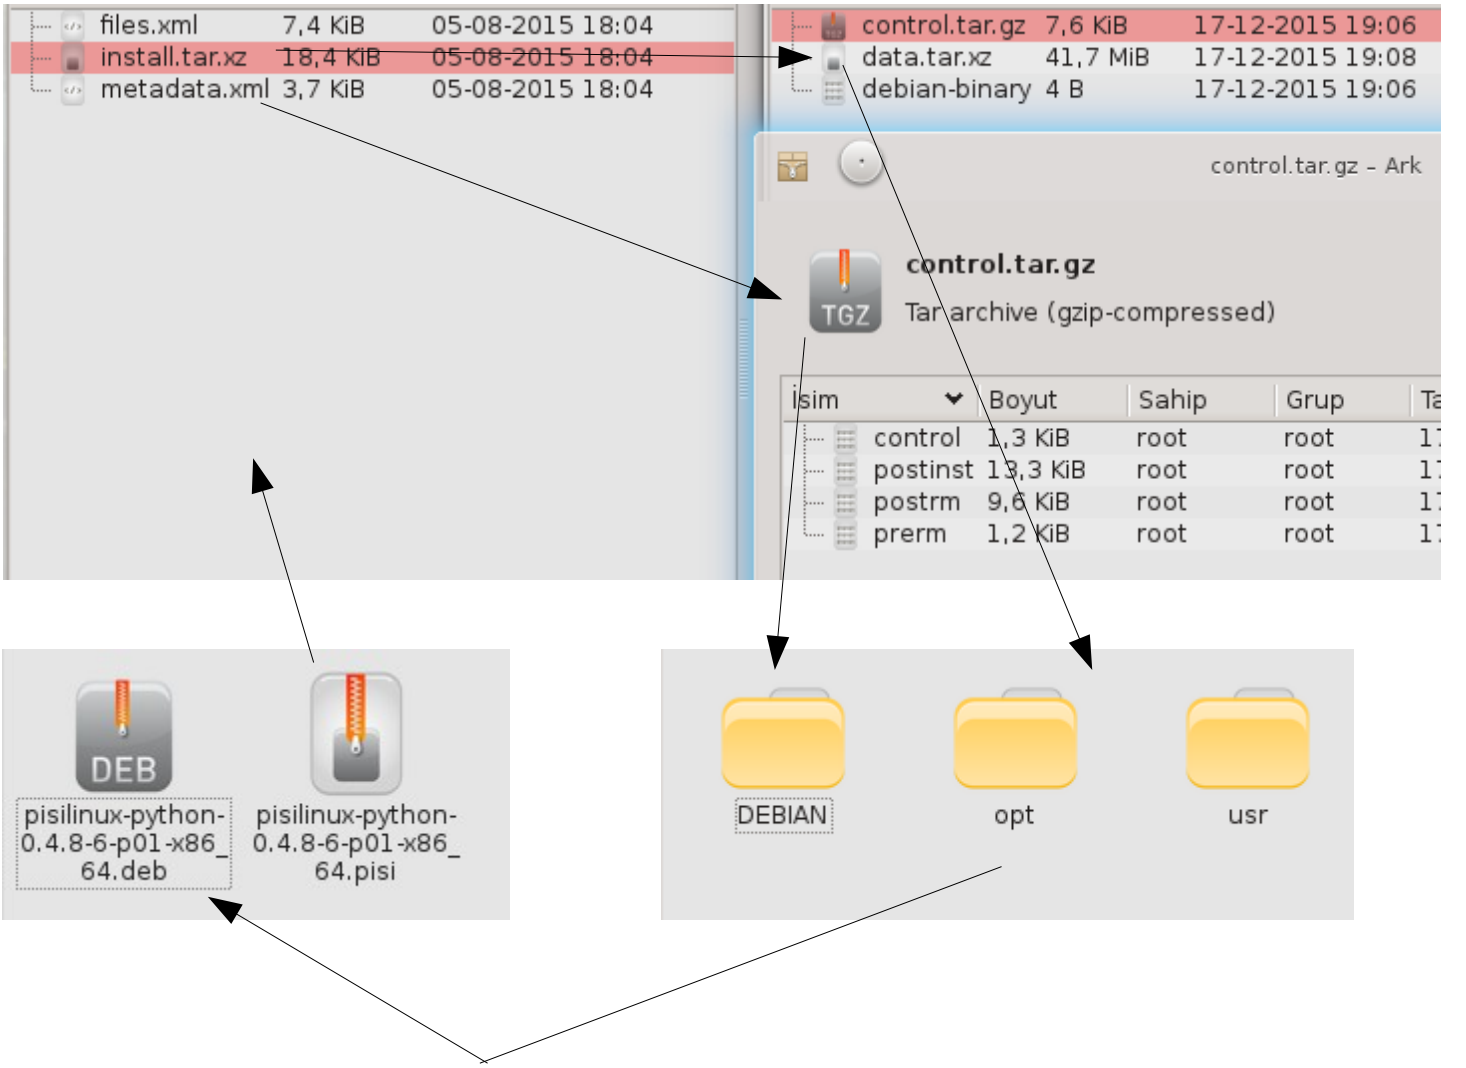 files.xml 7,4 KiB 05-08-2015 18:04
install.tar.xz 18,4 KiB 05-08-2015 18:04
metadata.xml 3,7 KiB 05-08-2015 18:04
control.tar.gz 7,6 KiB 17-12-2015 19:06
data.tar.xz 41,7 MiB 17-12-2015 19:08
debian-binary 4 B 17-12-2015 19:06
control.tar.gz – Ark
TGZ
control.tar.gz
Tar archive (gzip-compressed)
İsim Boyut Sahip Grup
control 1,3 KiB root root
postinst 13,3 KiB root root
postrm 9,6 KiB root root
prerm 1,2 KiB root root
DEB
pisilinux-python-
0.4.8-6-p01-x86_
64.deb
pisilinux-python-
0.4.8-6-p01-x86_
64.pisi
DEBIAN
opt
usr